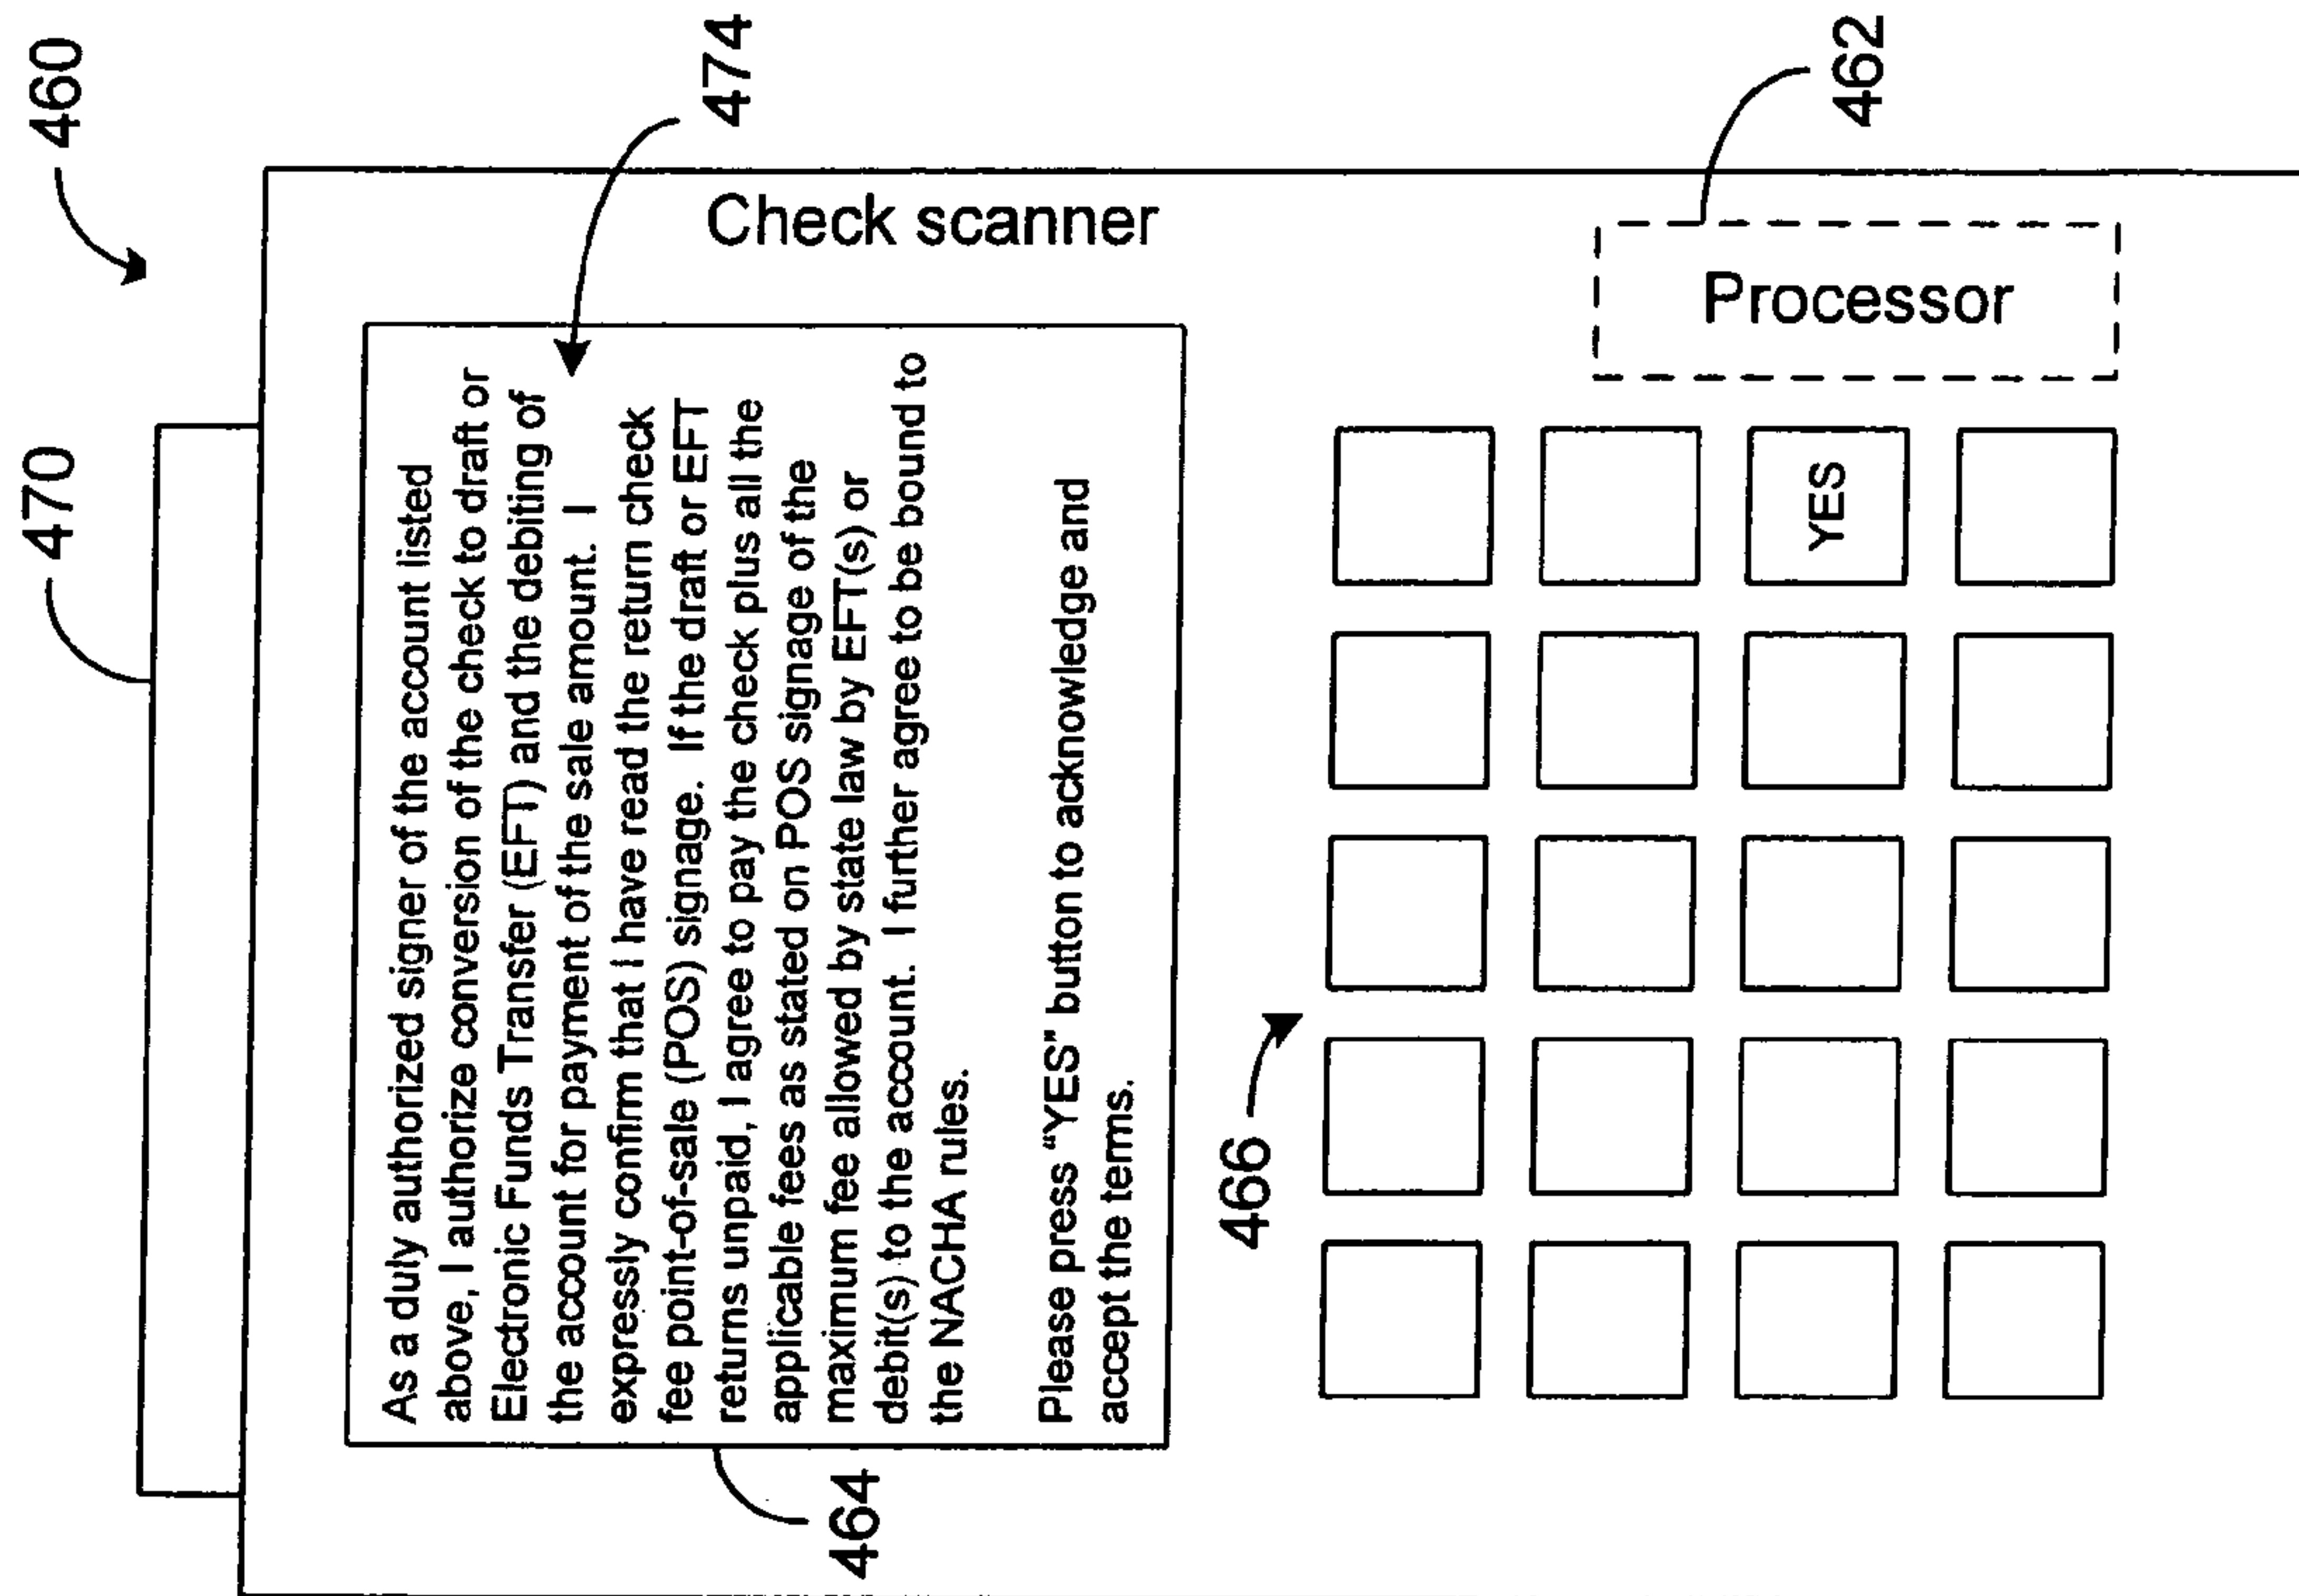 460
470
474
As a duly authorized signer of the account listed
above, I authorize conversion of the check to draft or
Electronic Funds Transfer (EFT) and the debiting of
the account for payment of the sale amount. I
expressly confirm that I have read the return check
fee point-of-sale (POS) signage. If the draft or EFT
returns unpaid, I agree to pay the check plus all the
applicable fees as stated on POS signage of the
maximum fee allowed by state law by EFT(s) or
debit(s) to the account. I further agree to be bound to
the NACHA rules.
Please press “YES” button to acknowledge and
accept the terms.
464
Check scanner
466
YES
Processor
462